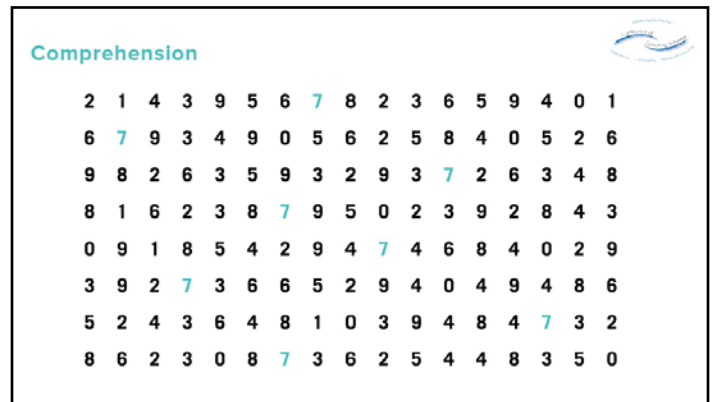 Comprehension
2 1 4 3 9 5 6 7 8 2 3 6 5 9 4 0 1
6 7 9 3 4 9 0 5 6 2 5 8 4 0 5 2 6
9 8 2 6 3 5 9 3 2 9 3 7 2 6 3 4 8
8 1 6 2 3 8 7 9 5 0 2 3 9 2 8 4 3
0 9 1 8 5 4 2 9 4 7 4 6 8 4 0 2 9
3 9 2 7 3 6 6 5 2 9 4 0 4 9 4 8 6
5 2 4 3 6 4 8 1 0 3 9 4 8 4 7 3 2
8 6 2 3 0 8 7 3 6 2 5 4 4 8 3 5 0